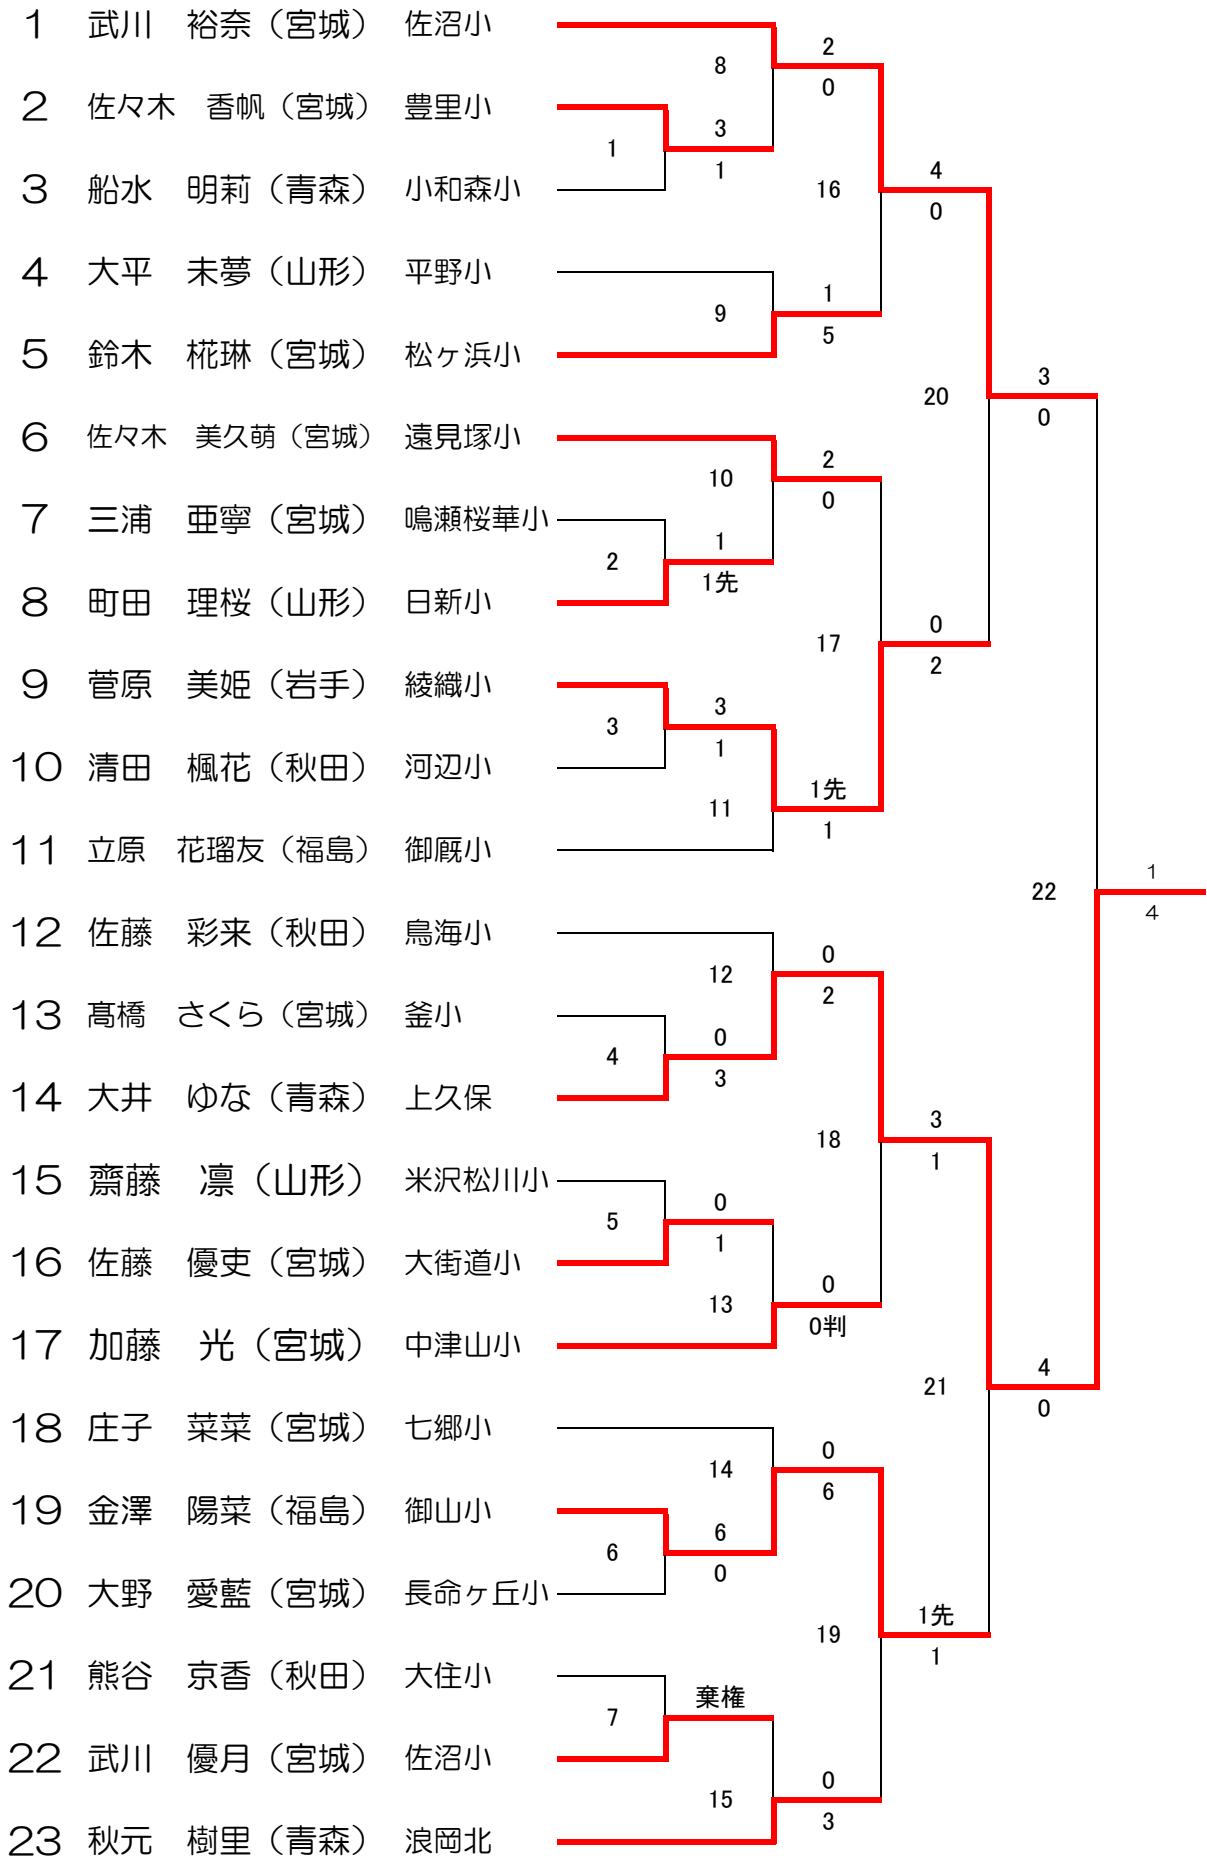 1 武川　裕奈（宮城） 佐沼小
2
8
0
2 佐々木　香帆（宮城） 豊里小
3
1
1
3 船水　明莉（青森） 小和森小
16
4
0
4 大平　未夢（山形） 平野小
1
9
5
5 鈴木　椛琳（宮城） 松ヶ浜小
3
20
0
6 佐々木　美久萌（宮城） 遠見塚小
2
10
0
7 三浦　亜寧（宮城） 鳴瀬桜華小
1
2
1先
8 町田　理桜（山形） 日新小
0
17
2
9 菅原　美姫（岩手） 綾織小
3
3
1
10 清田　楓花（秋田） 河辺小
1先
11
1
11 立原　花瑠友（福島） 御厩小
1
22
4
12 佐藤　彩来（秋田） 鳥海小
0
12
2
13 髙橋　さくら（宮城） 釜小
0
4
3
14 大井　ゆな（青森） 上久保
3
18
1
15 齋藤　凛（山形） 米沢松川小
0
5
1
16 佐藤　優吏（宮城） 大街道小
0
13
0判
17 加藤　光（宮城） 中津山小
4
21
0
18 庄子　菜菜（宮城） 七郷小
0
14
6
19 金澤　陽菜（福島） 御山小
6
6
0
20 大野　愛藍（宮城） 長命ヶ丘小
1先
19
1
21 熊谷　京香（秋田） 大住小
棄権
7
22 武川　優月（宮城） 佐沼小
0
15
3
23 秋元　樹里（青森） 浪岡北